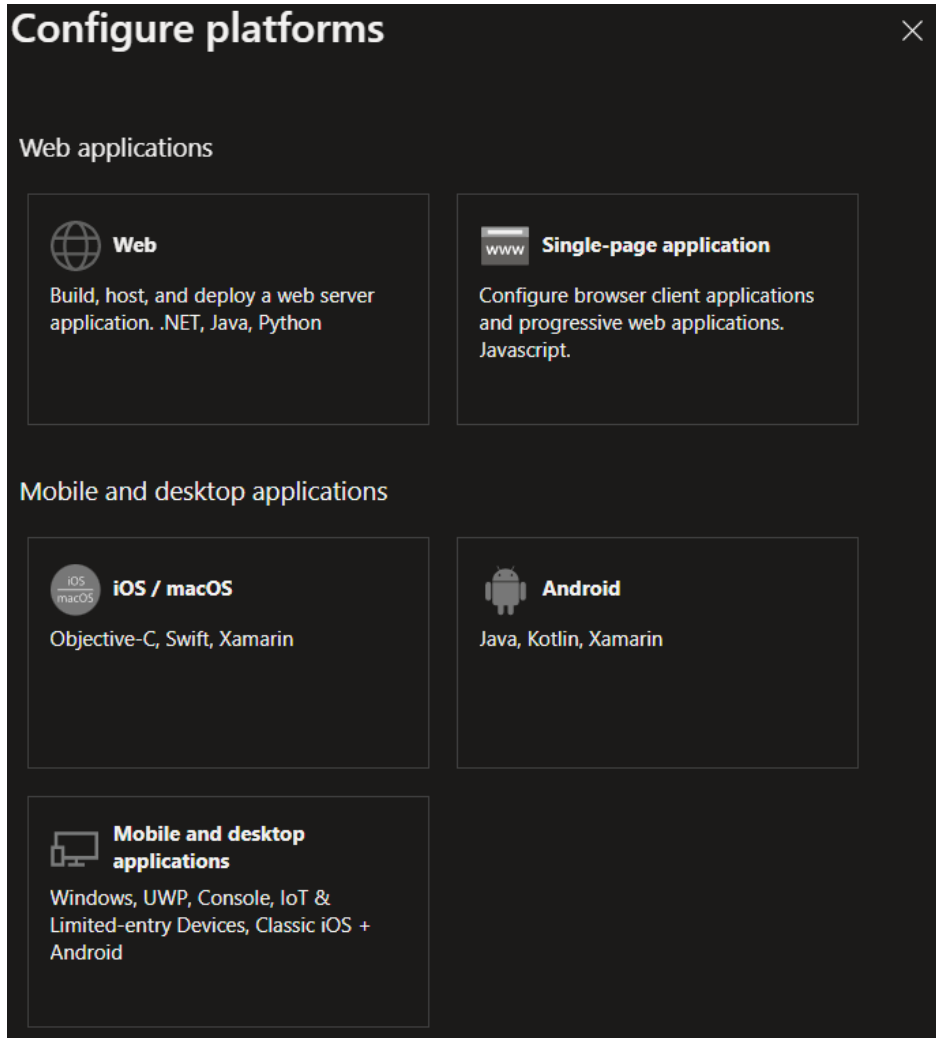 Configure platforms
Web applications
Web
Build, host, and deploy a web server
application. .NET, Java, Python
www
Single-page application
Configure browser client applications
and progressive web applications.
Javascript.
Mobile and desktop applications
iOS
macOS
iOS / macOS
Objective-C, Swift, Xamarin
Android
Java, Kotlin, Xamarin
Mobile and desktop
applications
Windows, UWP, Console, IoT &
Limited-entry Devices, Classic iOS +
Android